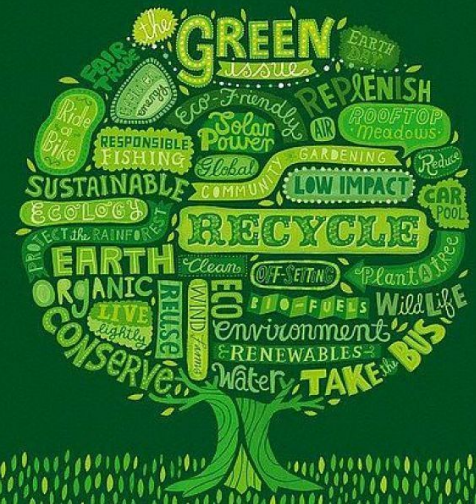 the
GREEN
issue
EARTH
DAY
FAIR
TRADE
energy
Eco-Friendly
REPLENISH
Ride
a
Bike
RESPONSIBLE
FISHING
Solar
Power
AIR
ROOFTOP
meadows
Global
COMMUNITY GARDENING
Reduce
SUSTAINABLE
LOW IMPACT
CAR
POOL
ECOLOGY
PROTECT the RAINFOREST
RECYCLE
EARTH
Clean
OFF-SETTING
Plant a tree
ORGANIC
REUSE
WIND
ECO
BIO-FUELS
WildLife
LIVE
lightly
environment
RENEWABLES
CONSERVE
Water
TAKE the BUS